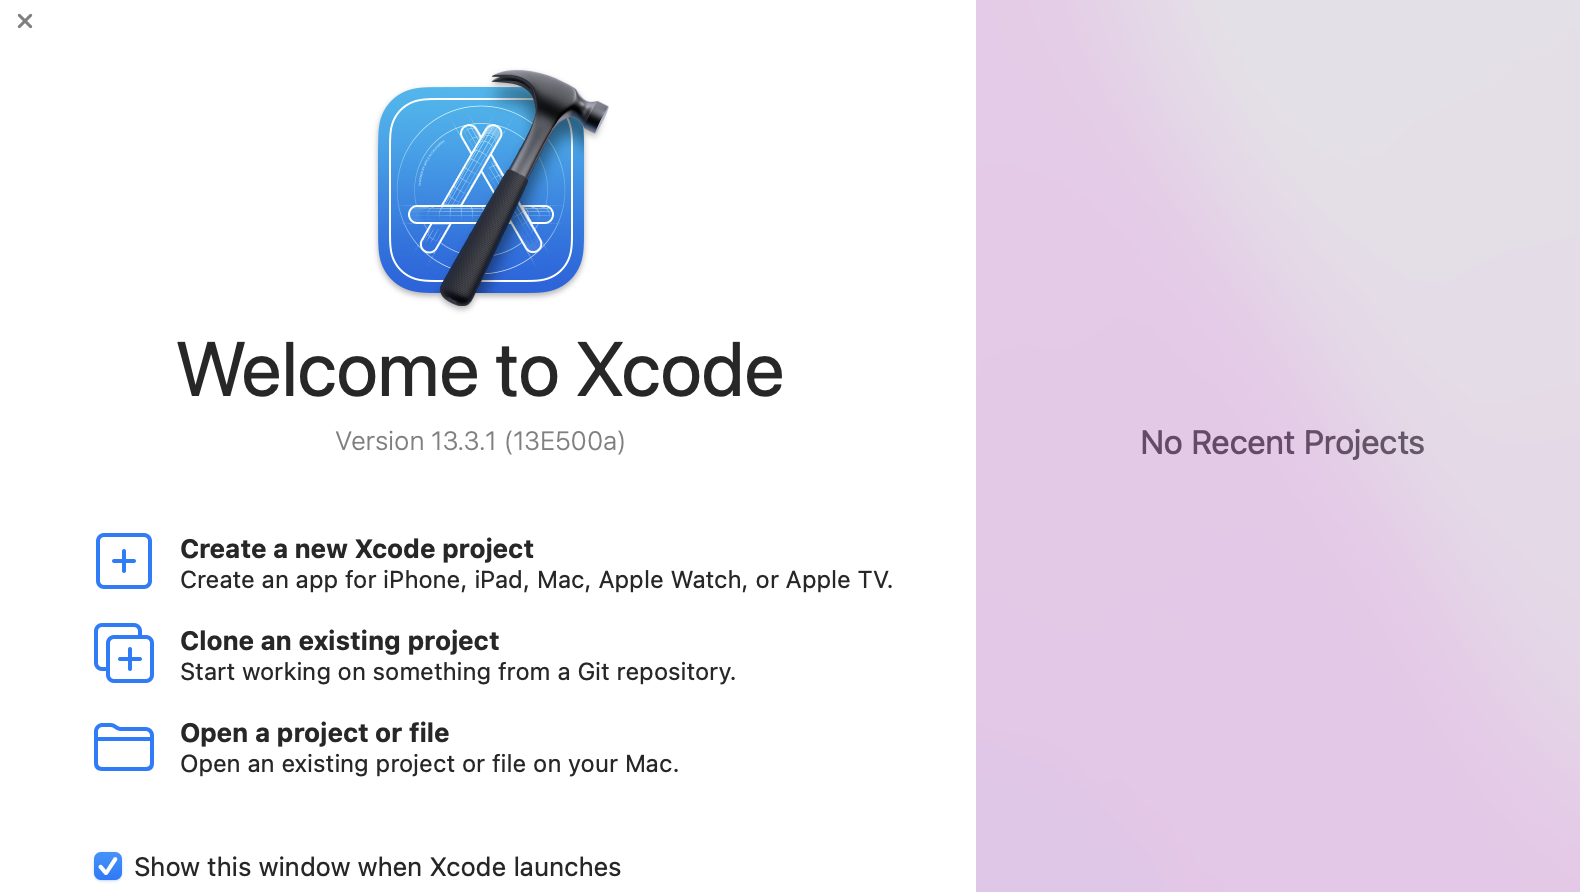 Welcome to Xcode
Version 13.3.1 (13E500a)
Create a new Xcode project
Create an app for iPhone, iPad, Mac, Apple Watch, or Apple TV.
Clone an existing project
Start working on something from a Git repository.
Open a project or file
Open an existing project or file on your Mac.
Show this window when Xcode launches
No Recent Projects